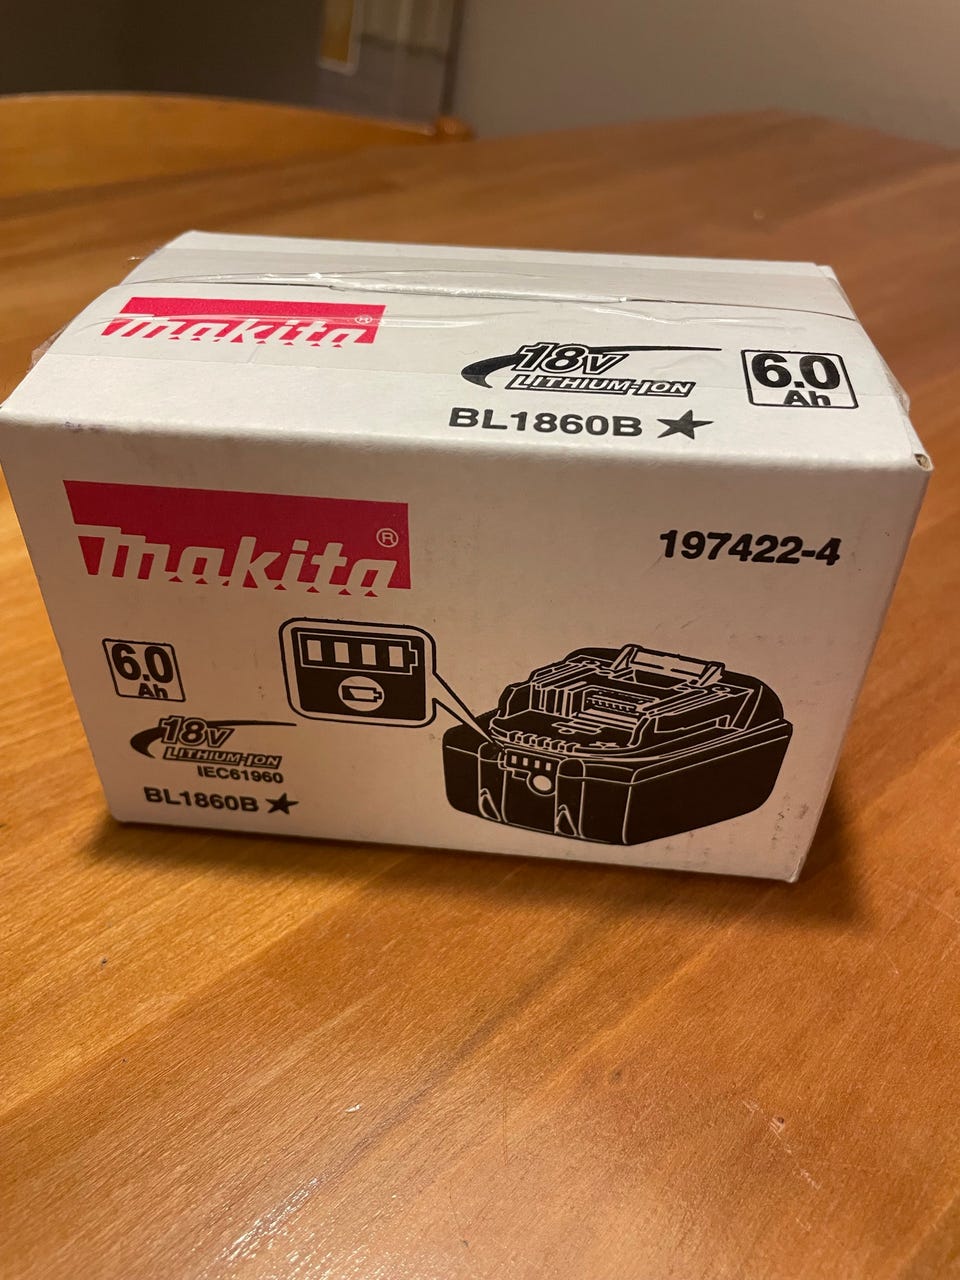 makita®
18V
LITHIUM-ION
6.0
Ah
BL1860B★
makita®
197422-4
6.0
Ah
18V
LITHIUM-ION
IEC61960
BL1860B★